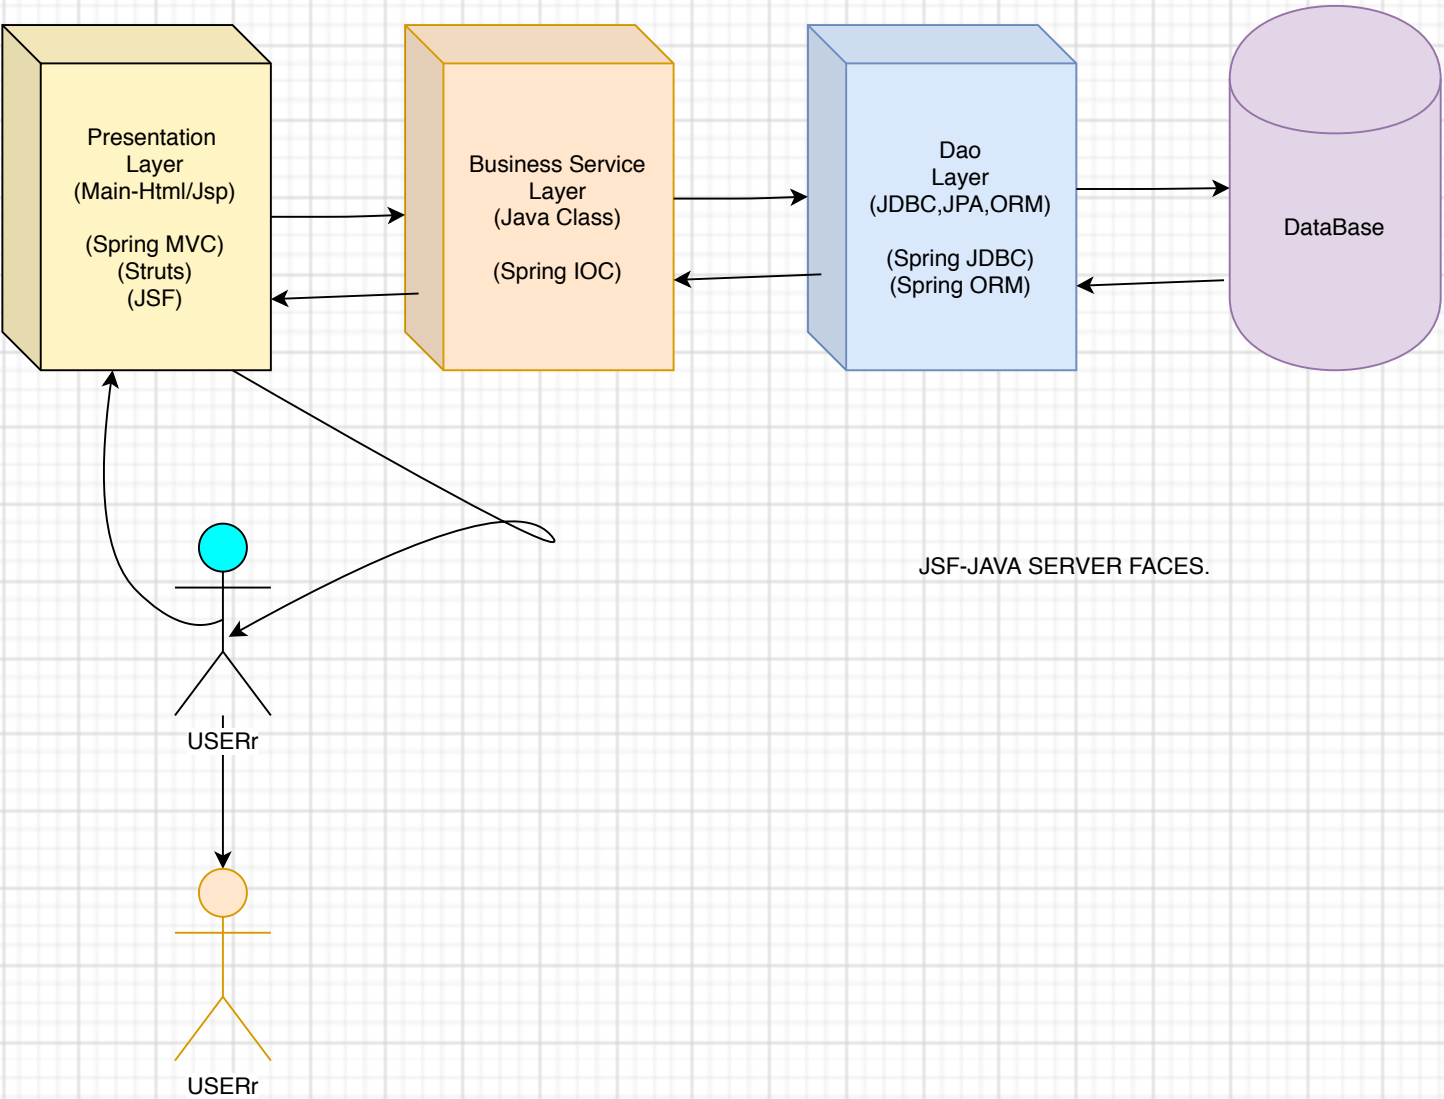 Presentation
Layer
(Main-Html/Jsp)
(Spring MVC)
(Struts)
(JSF)
Business Service
Layer
(Java Class)
(Spring IOC)
Dao
Layer
(JDBC,JPA,ORM)
(Spring JDBC)
(Spring ORM)
DataBase
JSF-JAVA SERVER FACES.
USERr
USERr